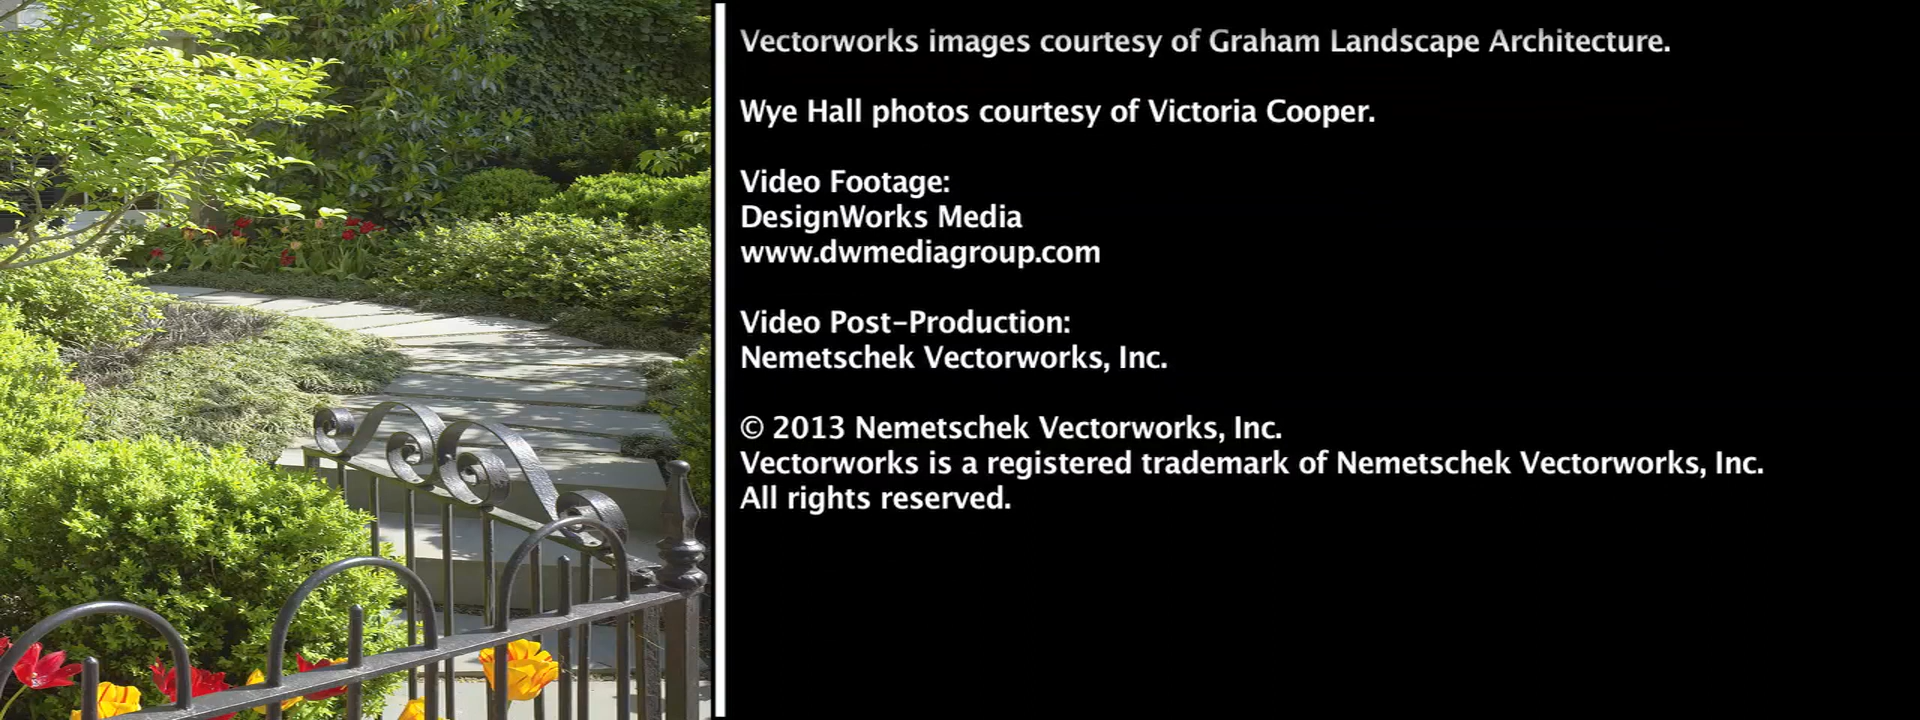 Vectorworks images courtesy of Graham Landscape Architecture.
Wye Hall photos courtesy of Victoria Cooper.
Video Footage:
DesignWorks Media
www.dwmediagroup.com
Video Post-Production:
Nemetschek Vectorworks, Inc.
© 2013 Nemetschek Vectorworks, Inc.
Vectorworks is a registered trademark of Nemetschek Vectorworks, Inc.
All rights reserved.